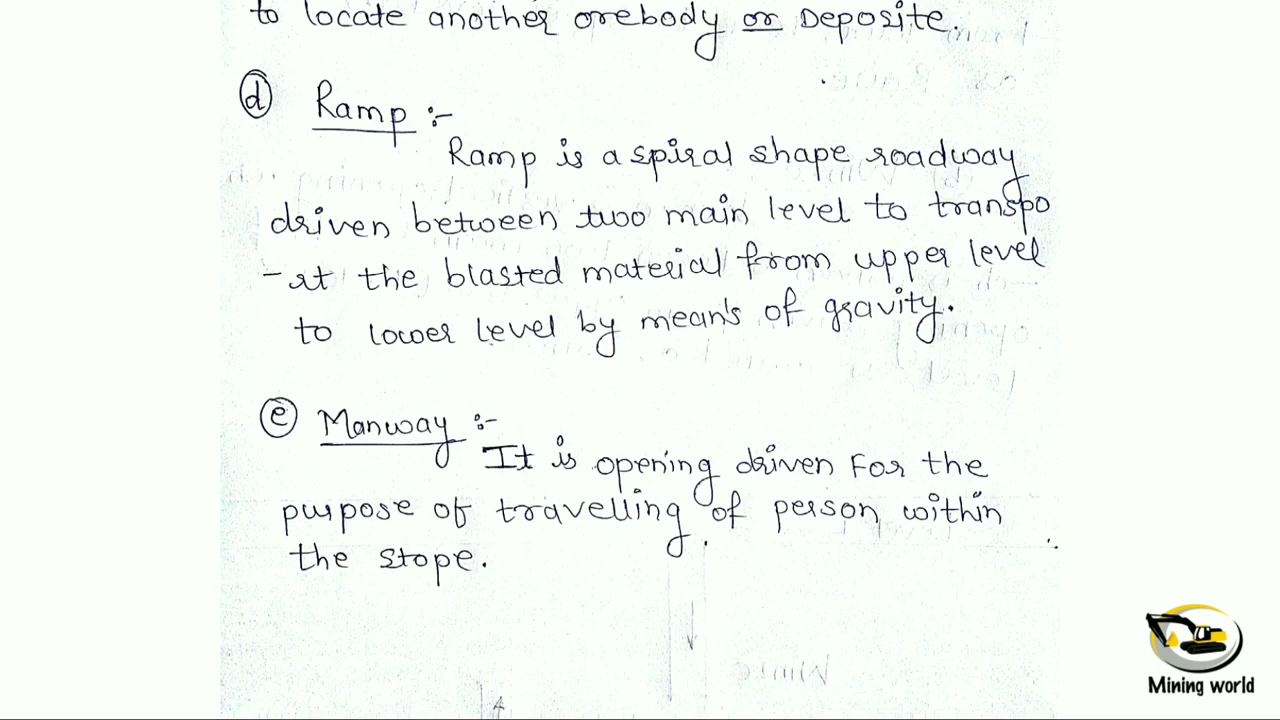 to locate another orebody or Deposite.
d Ramp :-
Ramp is a spiral shape roadway
driven between two main level to transpo
-rt the blasted material from upper level
to lower level by mean's of gravity.
e Manway :-
It is opening driven For the
purpose of travelling of person within
the stope.
Mining world